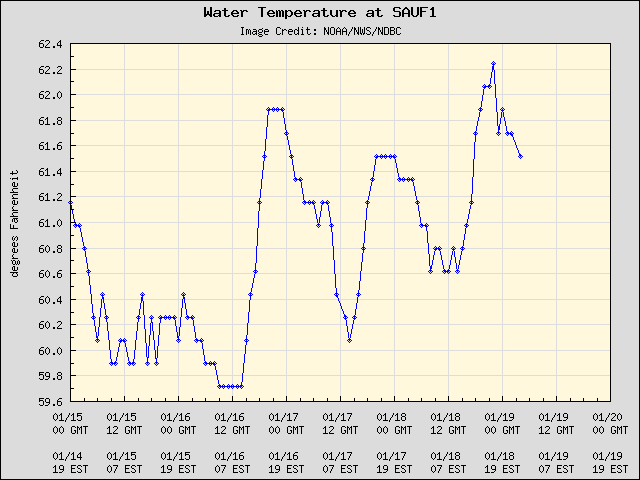 Water Temperature at SAUF1
Image Credit: NOAA/NWS/NDBC
degrees Fahrenheit
62.4
62.2
62.0
61.8
61.6
61.4
61.2
61.0
60.8
60.6
60.4
60.2
60.0
59.8
59.6
01/15 01/15 01/16 01/16 01/17 01/17 01/18 01/18 01/19 01/19 01/20
00 GMT 12 GMT 00 GMT 12 GMT 00 GMT 12 GMT 00 GMT 12 GMT 00 GMT 12 GMT 00 GMT
01/14 01/15 01/15 01/16 01/16 01/17 01/17 01/18 01/18 01/19 01/19
19 EST 07 EST 19 EST 07 EST 19 EST 07 EST 19 EST 07 EST 19 EST 07 EST 19 EST